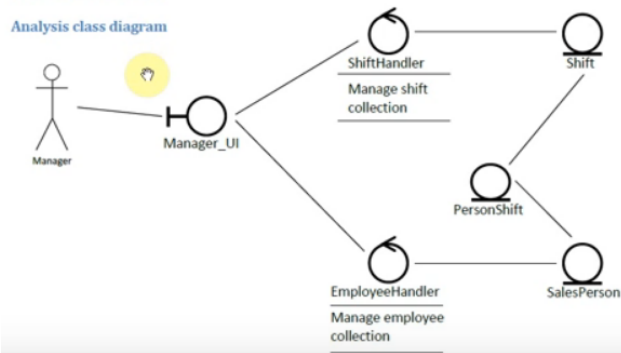 Analysis class diagram
ShiftHandler
Shift
Manage shift
collection
Manager_UI
Manager
PersonShift
EmployeeHandler
SalesPerson
Manage employee
collection